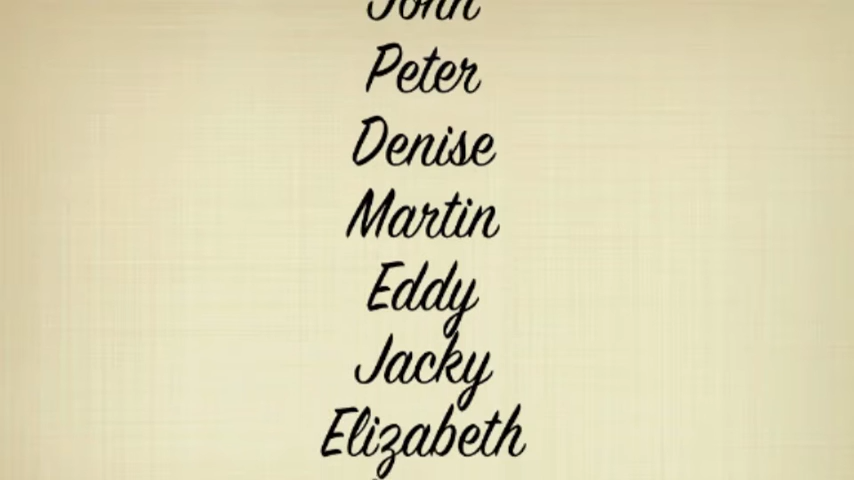 John
Peter
Denise
Martin
Eddy
Jacky
Elizabeth